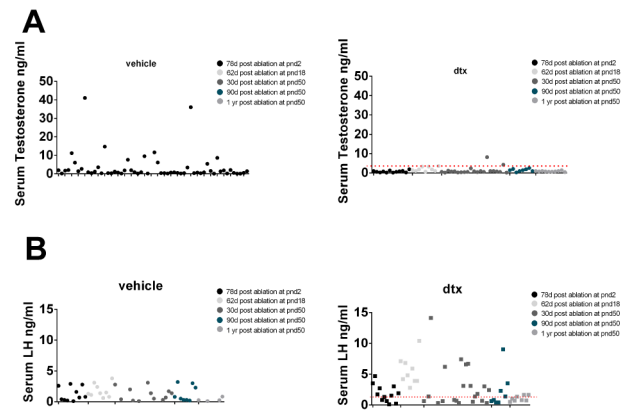 A
vehicle
Serum Testosterone ng/ml
50
40
30
20
10
0
78d post ablation at pnd2
62d post ablation at pnd18
30d post ablation at pnd50
90d post ablation at pnd50
1 yr post ablation at pnd50
dtx
Serum Testosterone ng/ml
50
40
30
20
10
0
78d post ablation at pnd2
62d post ablation at pnd18
30d post ablation at pnd50
90d post ablation at pnd50
1 yr post ablation at pnd50
B
vehicle
Serum LH ng/ml
15
10
5
0
78d post ablation at pnd2
62d post ablation at pnd18
30d post ablation at pnd50
90d post ablation at pnd50
1 yr post ablation at pnd50
dtx
Serum LH ng/ml
15
10
5
0
78d post ablation at pnd2
62d post ablation at pnd18
30d post ablation at pnd50
90d post ablation at pnd50
1 yr post ablation at pnd50